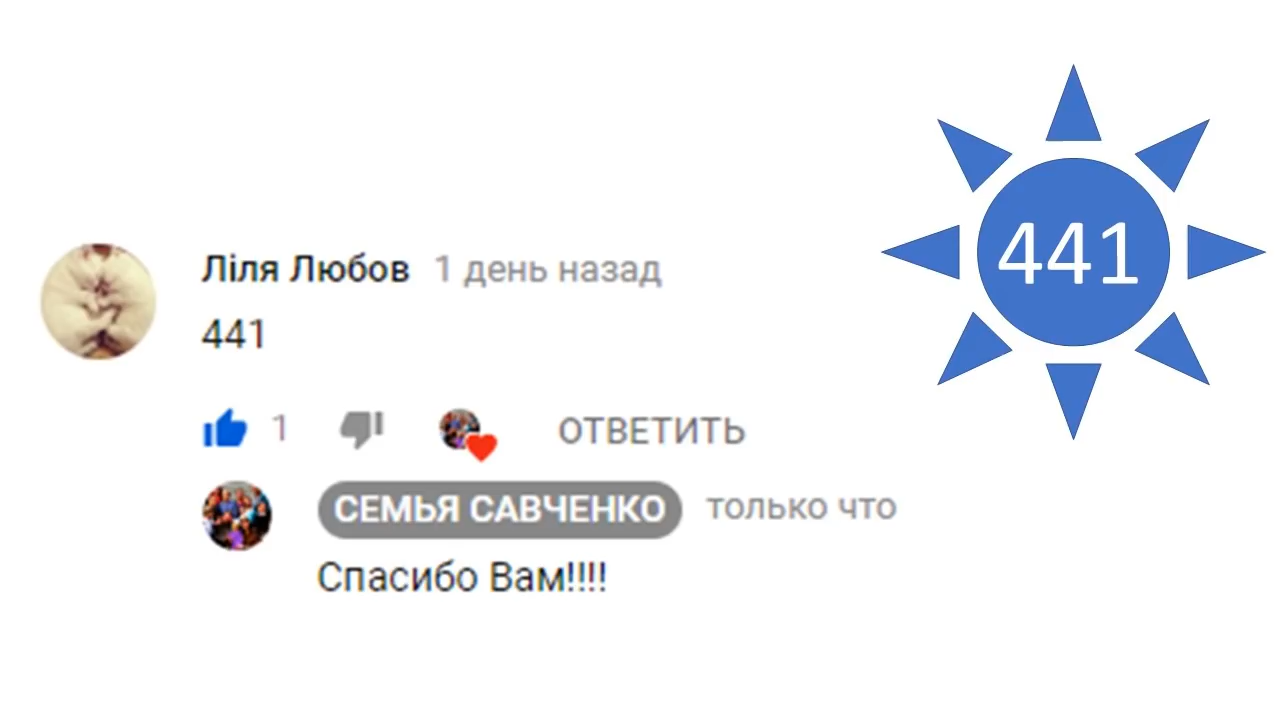 Ліля Любов 1 день назад
441
1 ОТВЕТИТЬ
СЕМЬЯ САВЧЕНКО только что
Спасибо Вам!!!!
441